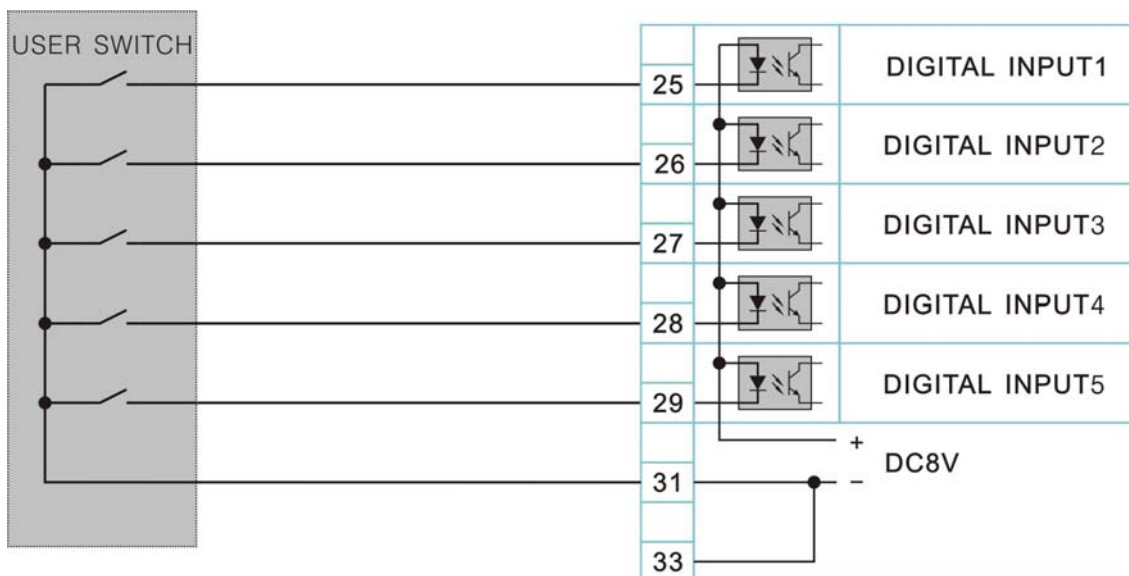 USER SWITCH
25 DIGITAL INPUT1
26 DIGITAL INPUT2
27 DIGITAL INPUT3
28 DIGITAL INPUT4
29 DIGITAL INPUT5
+
DC8V
31 −
33